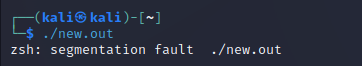 ┌──(kali㉿kali)-[~]
└─$ ./new.out
zsh: segmentation fault  ./new.out